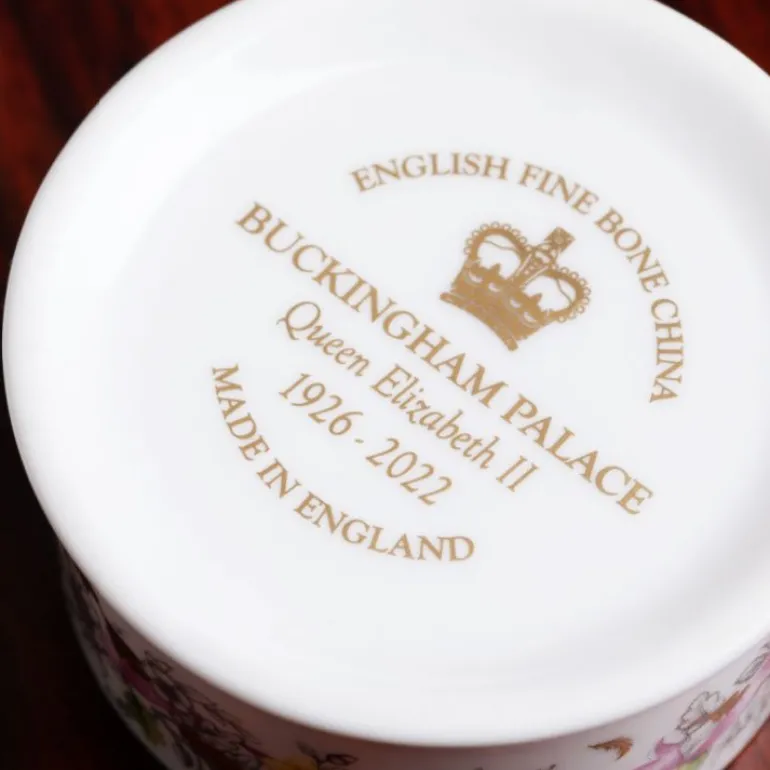 ENGLISH FINE BONE CHINA
BUCKINGHAM PALACE
Queen Elizabeth II
1926 - 2022
MADE IN ENGLAND